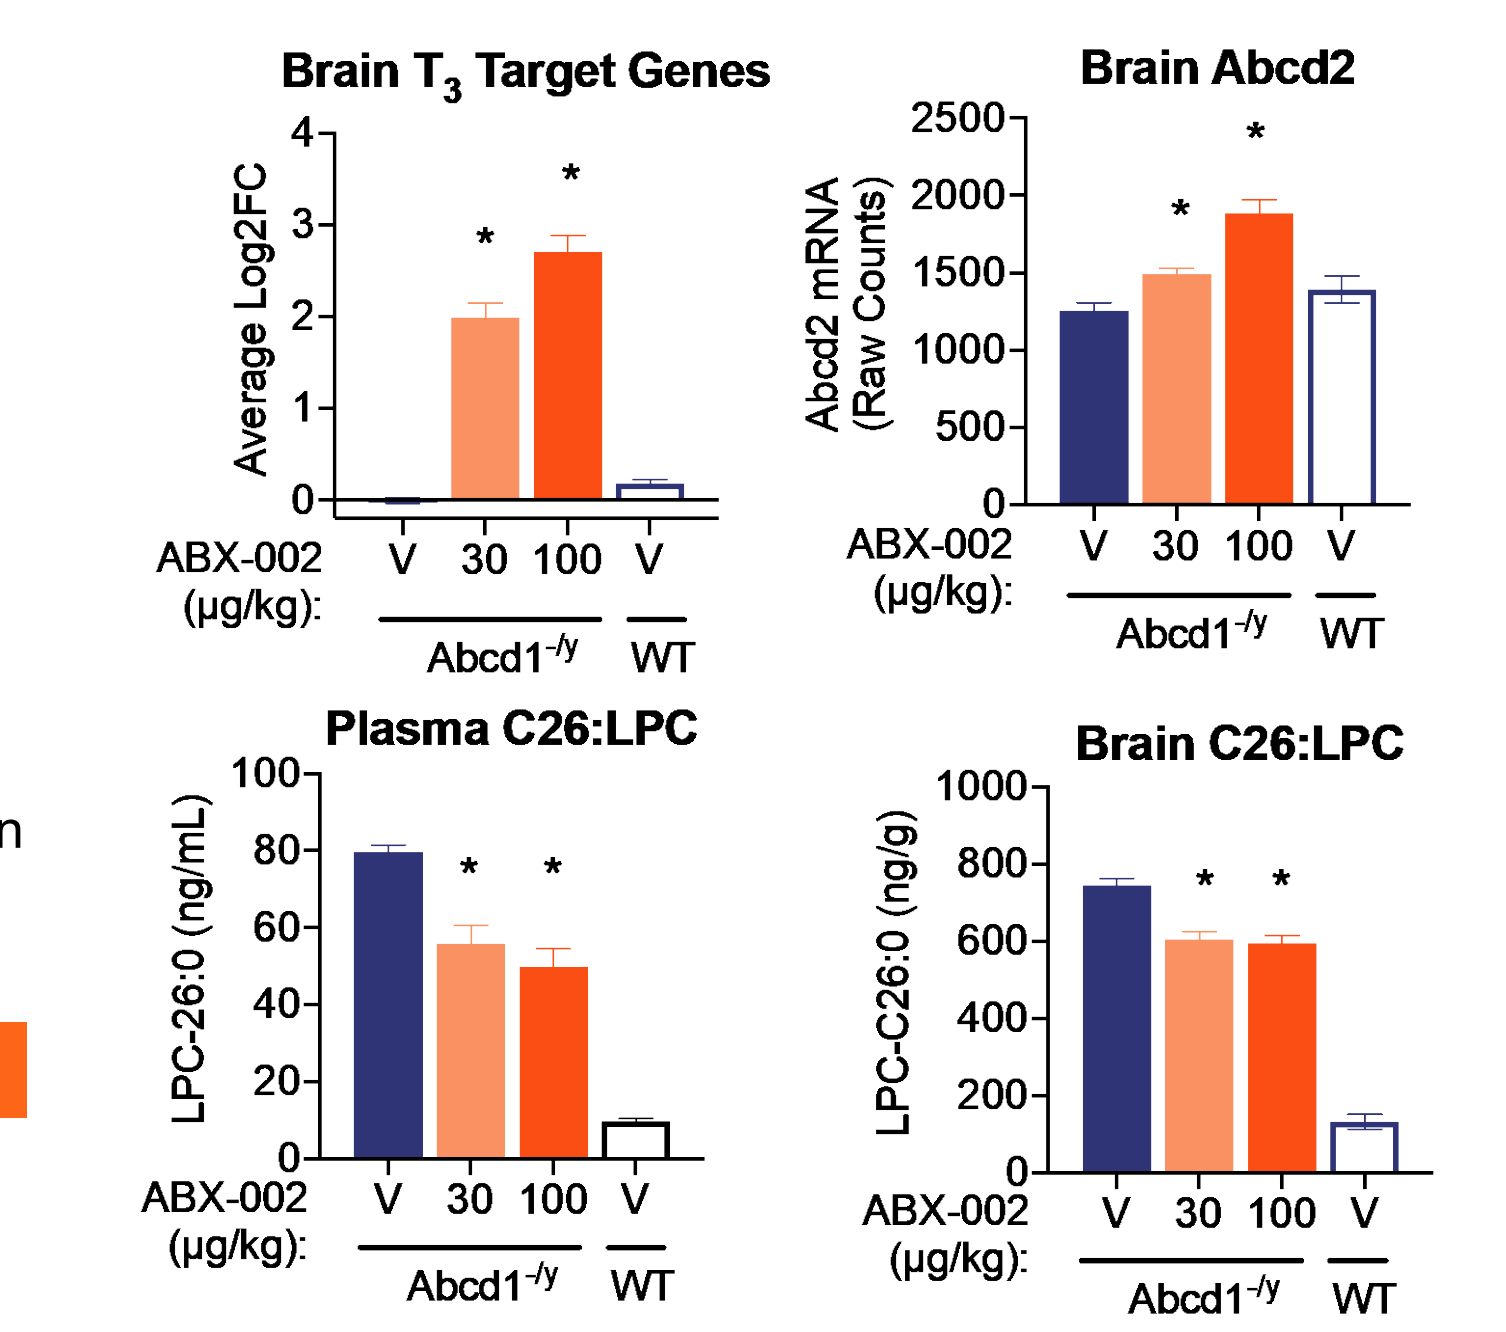 Brain T3 Target Genes
Average Log2FC
4
3
2
1
0
* *
ABX-002
(µg/kg):
V 30 100 V
Abcd1-/y WT
Brain Abcd2
Abcd2 mRNA
(Raw Counts)
2500
2000
1500
1000
500
0
* *
ABX-002
(µg/kg):
V 30 100 V
Abcd1-/y WT
n
Plasma C26:LPC
LPC-26:0 (ng/mL)
100
80
60
40
20
0
* *
ABX-002
(µg/kg):
V 30 100 V
Abcd1-/y WT
Brain C26:LPC
LPC-C26:0 (ng/g)
1000
800
600
400
200
0
* *
ABX-002
(µg/kg):
V 30 100 V
Abcd1-/y WT